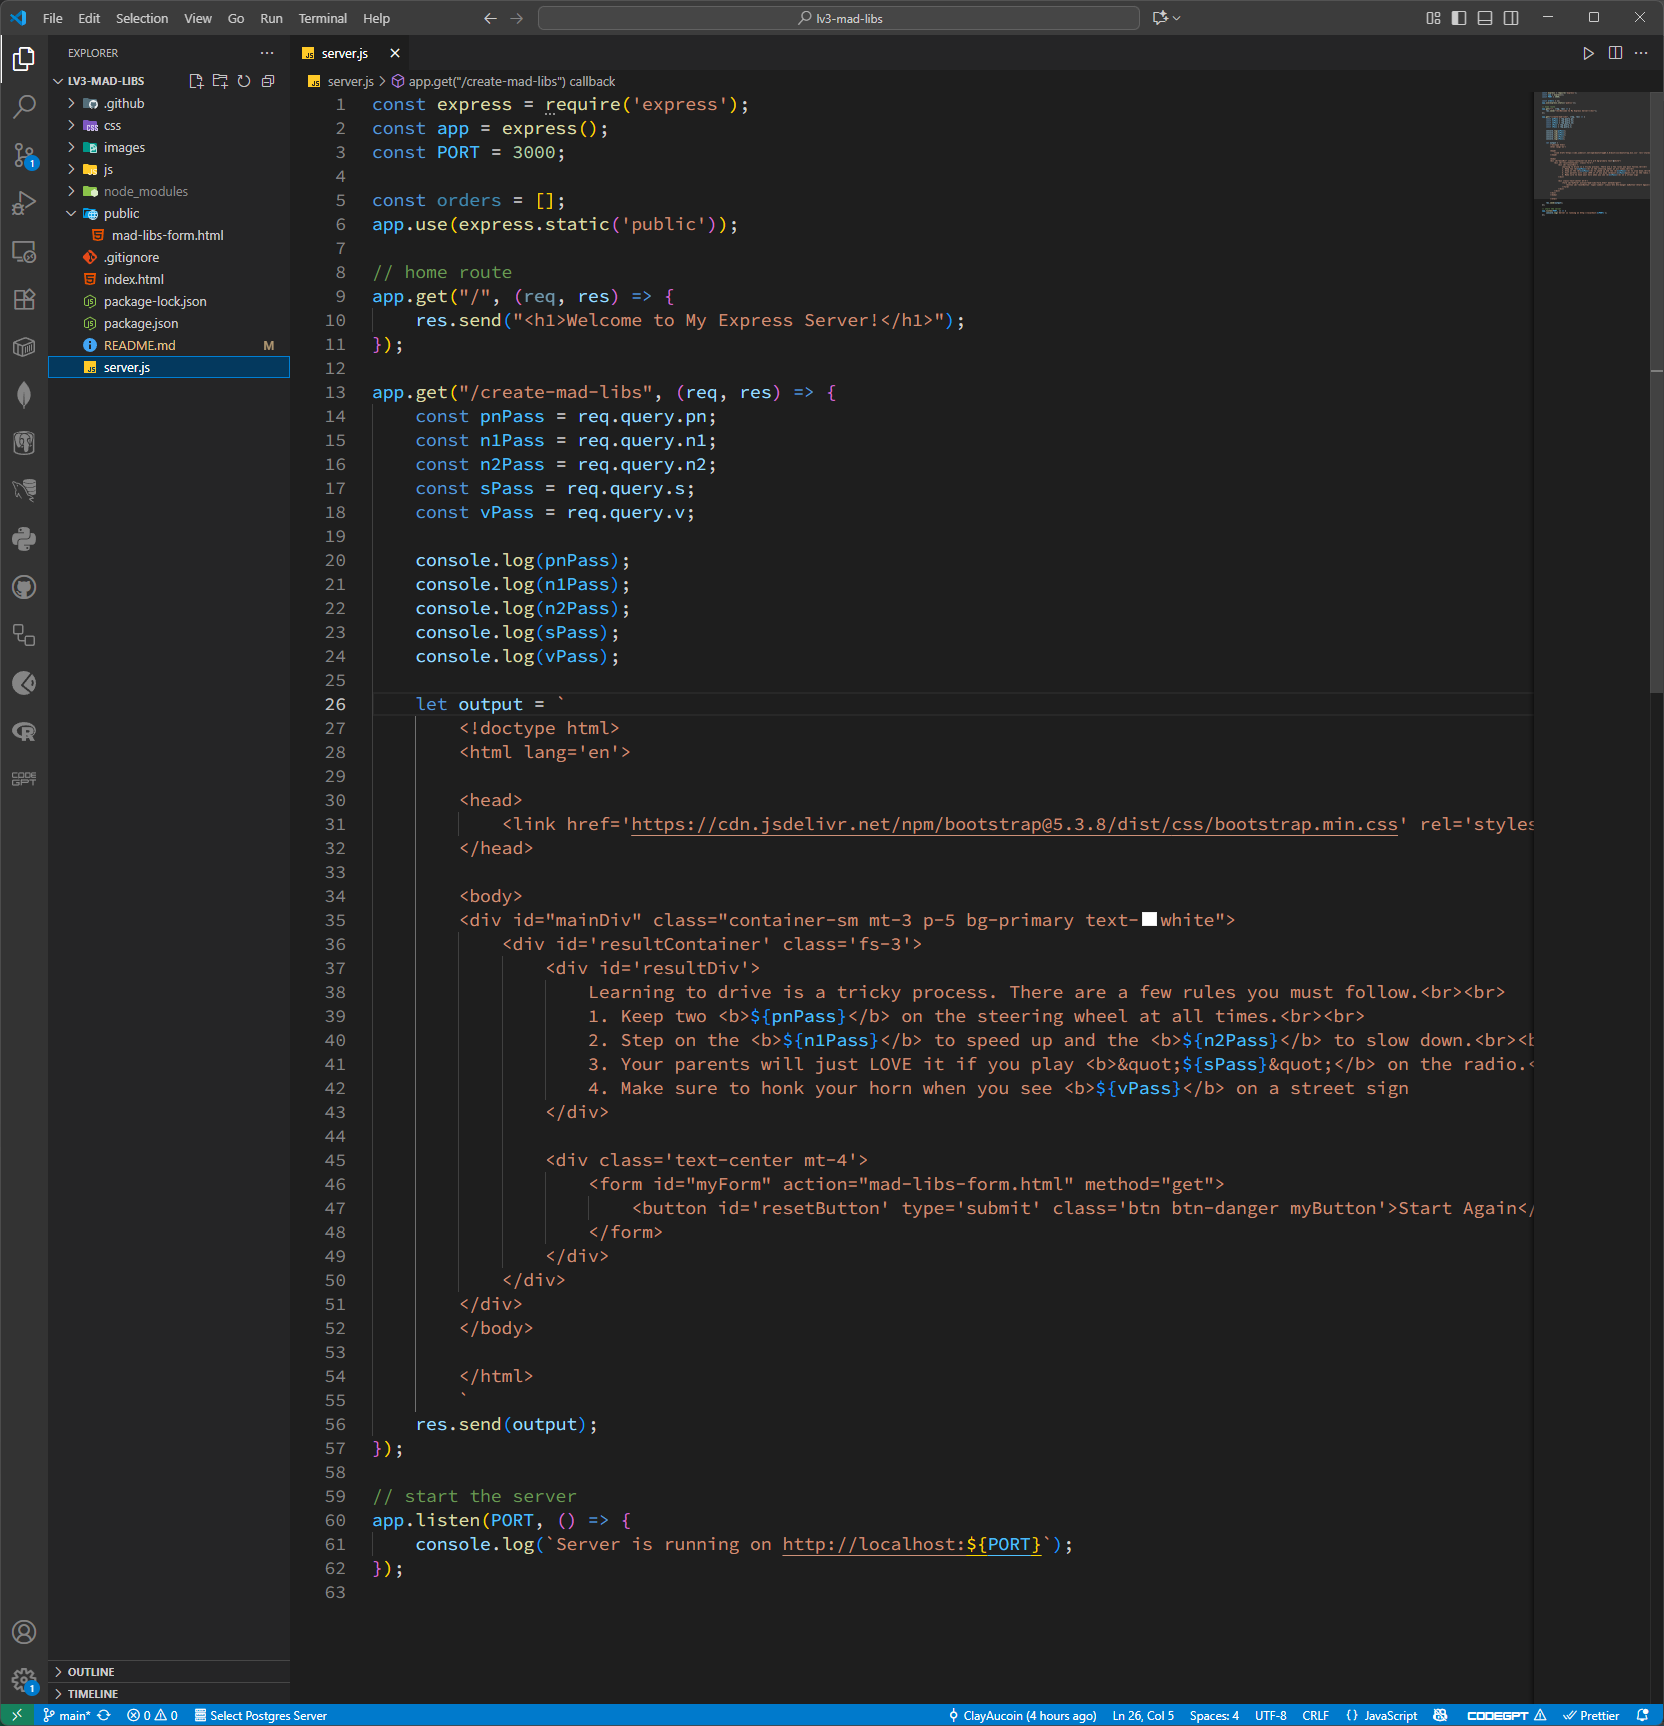 File Edit Selection View Go Run Terminal Help
lv3-mad-libs
EXPLORER
LV3-MAD-LIBS
.github
css
images
js
node_modules
public
mad-libs-form.html
.gitignore
index.html
package-lock.json
package.json
README.md M
server.js
OUTLINE
TIMELINE
server.js
server.js > app.get("/create-mad-libs") callback
1 const express = require('express');
2 const app = express();
3 const PORT = 3000;
4
5 const orders = [];
6 app.use(express.static('public'));
7
8 // home route
9 app.get("/", (req, res) => {
10     res.send("<h1>Welcome to My Express Server!</h1>");
11 });
12
13 app.get("/create-mad-libs", (req, res) => {
14     const pnPass = req.query.pn;
15     const n1Pass = req.query.n1;
16     const n2Pass = req.query.n2;
17     const sPass = req.query.s;
18     const vPass = req.query.v;
19
20     console.log(pnPass);
21     console.log(n1Pass);
22     console.log(n2Pass);
23     console.log(sPass);
24     console.log(vPass);
25
26     let output = `
27         <!doctype html>
28         <html lang='en'>
29
30         <head>
31             <link href='https://cdn.jsdelivr.net/npm/bootstrap@5.3.8/dist/css/bootstrap.min.css' rel='styles
32         </head>
33
34         <body>
35         <div id="mainDiv" class="container-sm mt-3 p-5 bg-primary text-white">
36             <div id='resultContainer' class='fs-3'>
37                 <div id='resultDiv'>
38                     Learning to drive is a tricky process. There are a few rules you must follow.<br><br>
39                     1. Keep two <b>${pnPass}</b> on the steering wheel at all times.<br><br>
40                     2. Step on the <b>${n1Pass}</b> to speed up and the <b>${n2Pass}</b> to slow down.<br><b
41                     3. Your parents will just LOVE it if you play <b>&quot;${sPass}&quot;</b> on the radio.<
42                     4. Make sure to honk your horn when you see <b>${vPass}</b> on a street sign
43                 </div>
44
45                 <div class='text-center mt-4'>
46                     <form id="myForm" action="mad-libs-form.html" method="get">
47                         <button id='resetButton' type='submit' class='btn btn-danger myButton'>Start Again</
48                     </form>
49                 </div>
50             </div>
51         </div>
52         </body>
53
54         </html>
55         `
56     res.send(output);
57 });
58
59 // start the server
60 app.listen(PORT, () => {
61     console.log(`Server is running on http://localhost:${PORT}`);
62 });
63
CODE GPT
1
1
main* 0 0 Select Postgres Server ClayAucoin (4 hours ago) Ln 26, Col 5 Spaces: 4 UTF-8 CRLF {} JavaScript CODEGPT Prettier